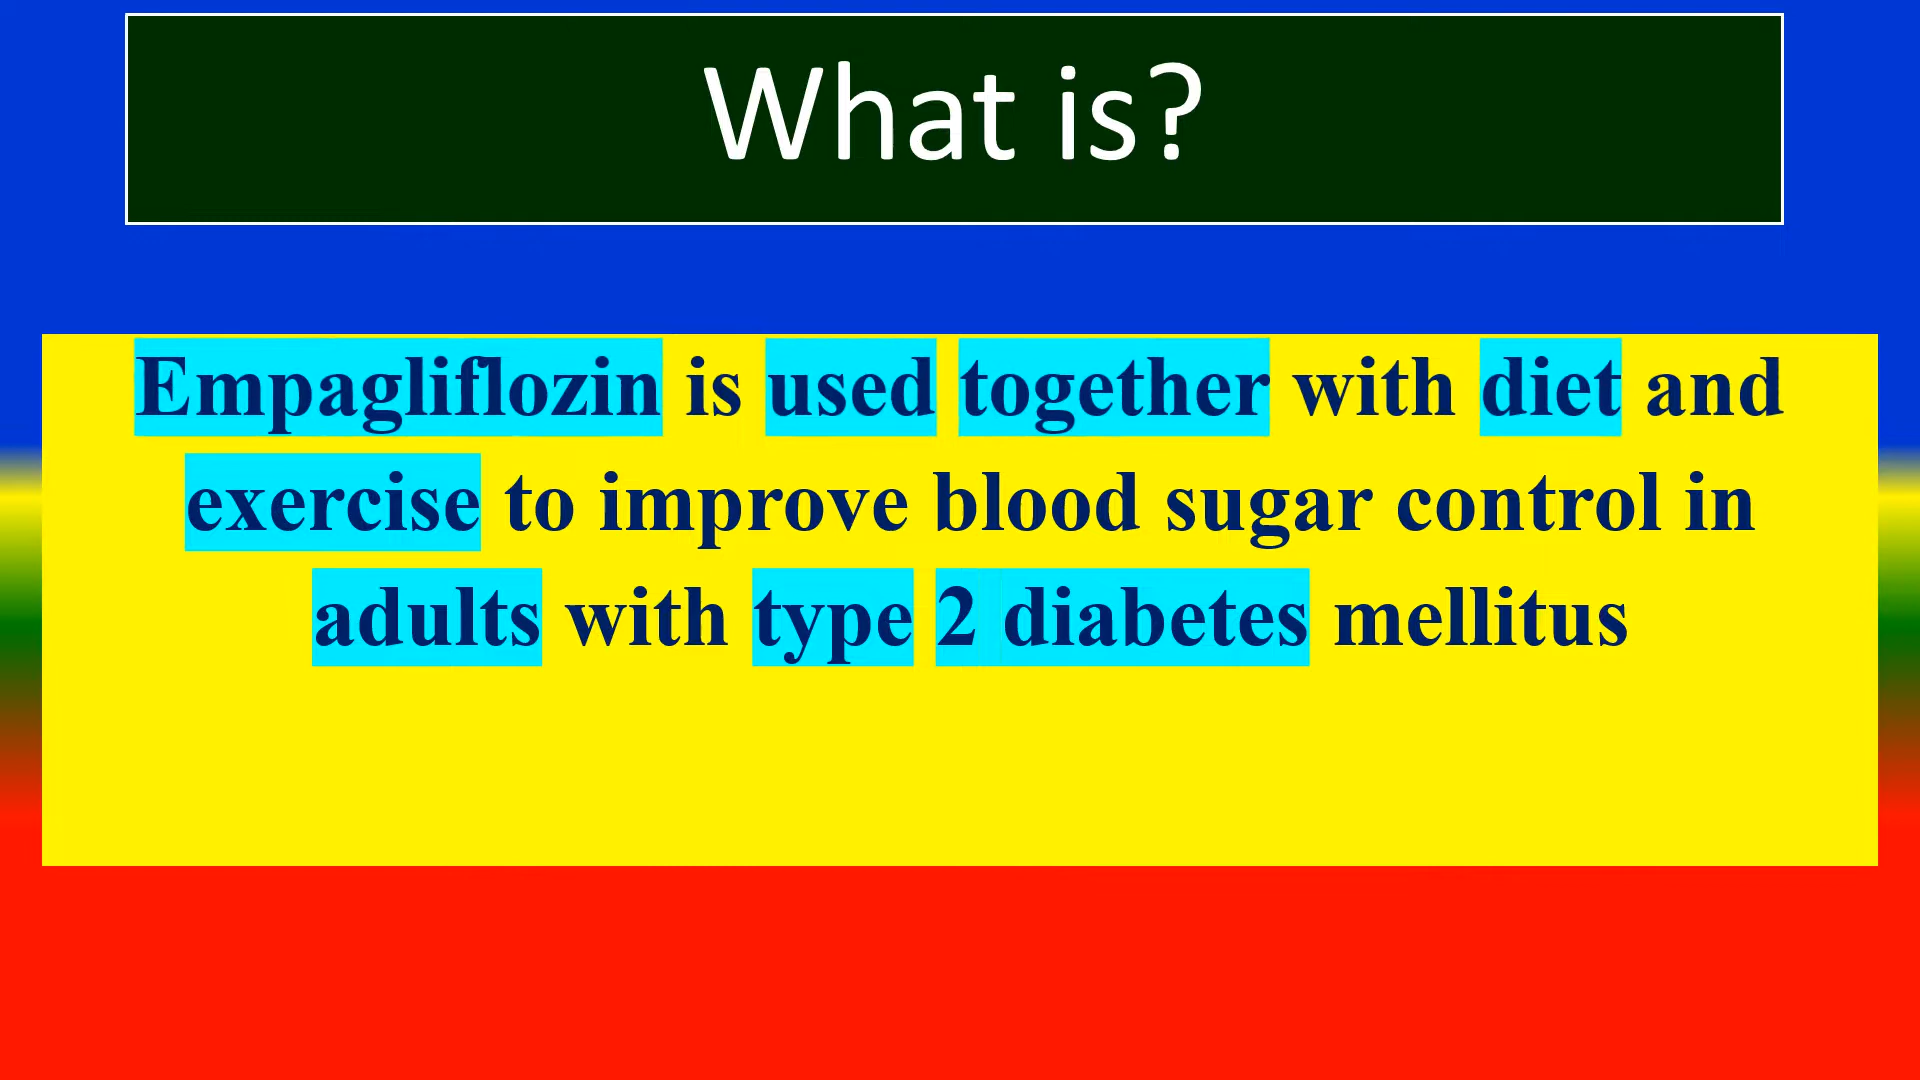 What is?
Empagliflozin is used together with diet and
exercise to improve blood sugar control in
adults with type 2 diabetes mellitus